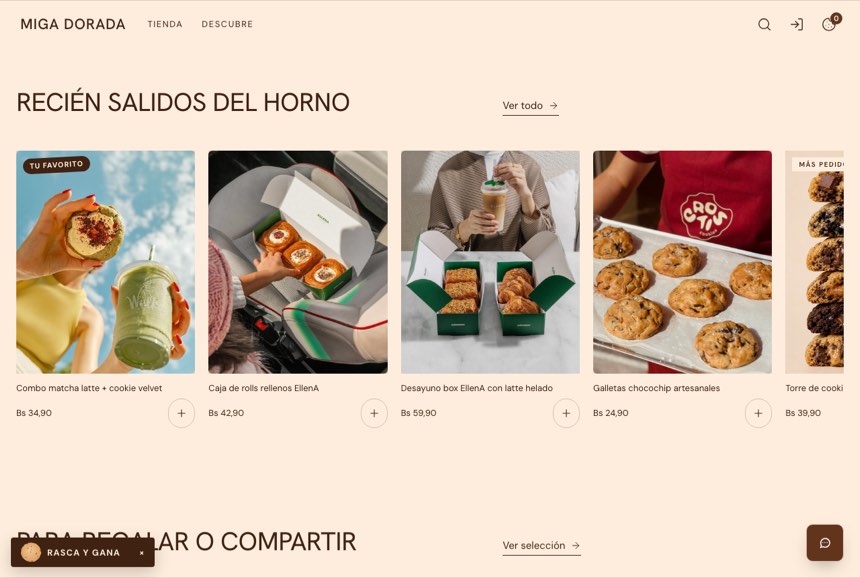 MIGA DORADA
TIENDA
DESCUBRE
0
RECIÉN SALIDOS DEL HORNO
Ver todo
TU FAVORITO
CROSTIS
MÁS PEDIDO
Combo matcha latte + cookie velvet
Caja de rolls rellenos EllenA
Desayuno box EllenA con latte helado
Galletas chocochip artesanales
Torre de cooki
Bs 34,90
Bs 42,90
Bs 59,90
Bs 24,90
Bs 39,90
PARA REGALAR O COMPARTIR
Ver selección
RASCA Y GANA
×